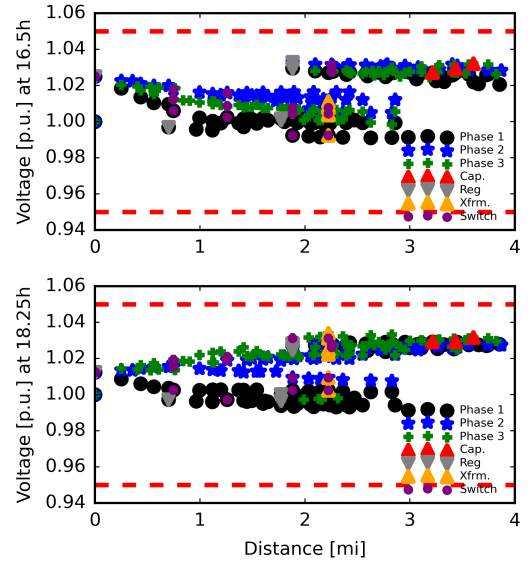 1.06
1.04
1.02
1.00
0.98
0.96
0.94
Voltage [p.u.] at 16.5h
Phase 1
Phase 2
Phase 3
Cap.
Reg
Xfrm.
Switch
0 1 2 3 4
1.06
1.04
1.02
1.00
0.98
0.96
0.94
Voltage [p.u.] at 18.25h
Phase 1
Phase 2
Phase 3
Cap.
Reg
Xfrm.
Switch
0 1 2 3 4
Distance [mi]